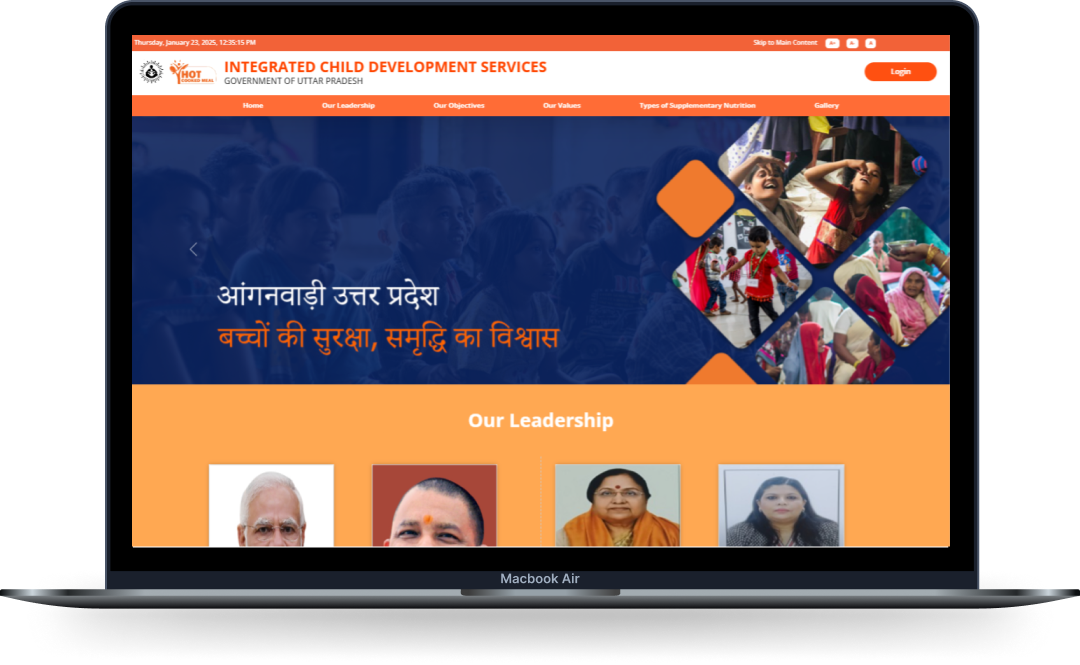 Thursday, January 23, 2025, 12:35:15 PM
Skip to Main Content
A+
A-
A
HOT
COOKED MEAL
INTEGRATED CHILD DEVELOPMENT SERVICES
GOVERNMENT OF UTTAR PRADESH
Login
Home
Our Leadership
Our Objectives
Our Values
Types of Supplementary Nutrition
Gallery
आंगनवाड़ी उत्तर प्रदेश
बच्चों की सुरक्षा, समृद्धि का विश्वास
Our Leadership
Macbook Air